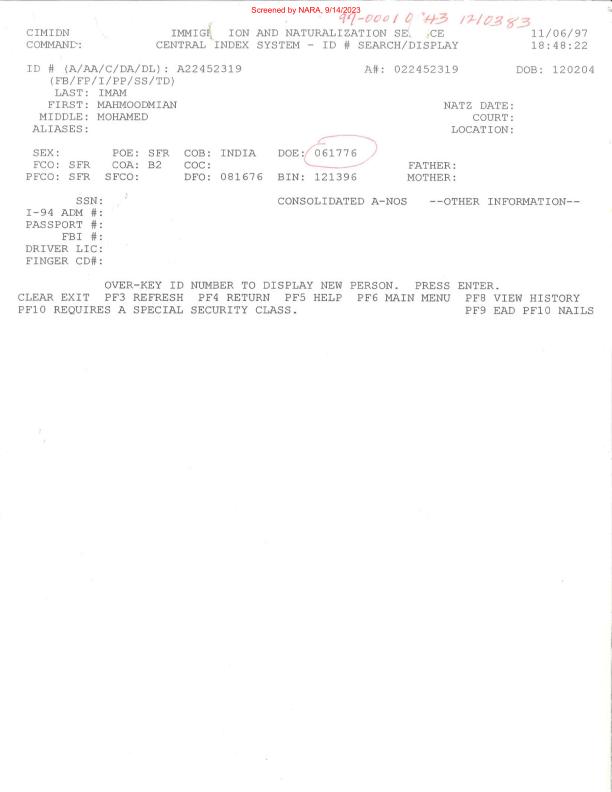 Screened by NARA, 9/14/2023
97-00010 #43 1210383
CIMIDN IMMIG ION AND NATURALIZATION SE CE 11/06/97
COMMAND: CENTRAL INDEX SYSTEM - ID # SEARCH/DISPLAY 18:48:22
ID # (A/AA/C/DA/DL): A22452319 A#: 022452319 DOB: 120204
(FB/FP/I/PP/SS/TD)
LAST: IMAM
FIRST: MAHMOODMIAN NATZ DATE:
MIDDLE: MOHAMED COURT:
ALIASES: LOCATION:
SEX: POE: SFR COB: INDIA DOE: 061776
FCO: SFR COA: B2 COC: FATHER:
PFCO: SFR SFCO: DFO: 081676 BIN: 121396 MOTHER:
SSN: CONSOLIDATED A-NOS --OTHER INFORMATION--
I-94 ADM #:
PASSPORT #:
FBI #:
DRIVER LIC:
FINGER CD#:
OVER-KEY ID NUMBER TO DISPLAY NEW PERSON. PRESS ENTER.
CLEAR EXIT PF3 REFRESH PF4 RETURN PF5 HELP PF6 MAIN MENU PF8 VIEW HISTORY
PF10 REQUIRES A SPECIAL SECURITY CLASS. PF9 EAD PF10 NAILS